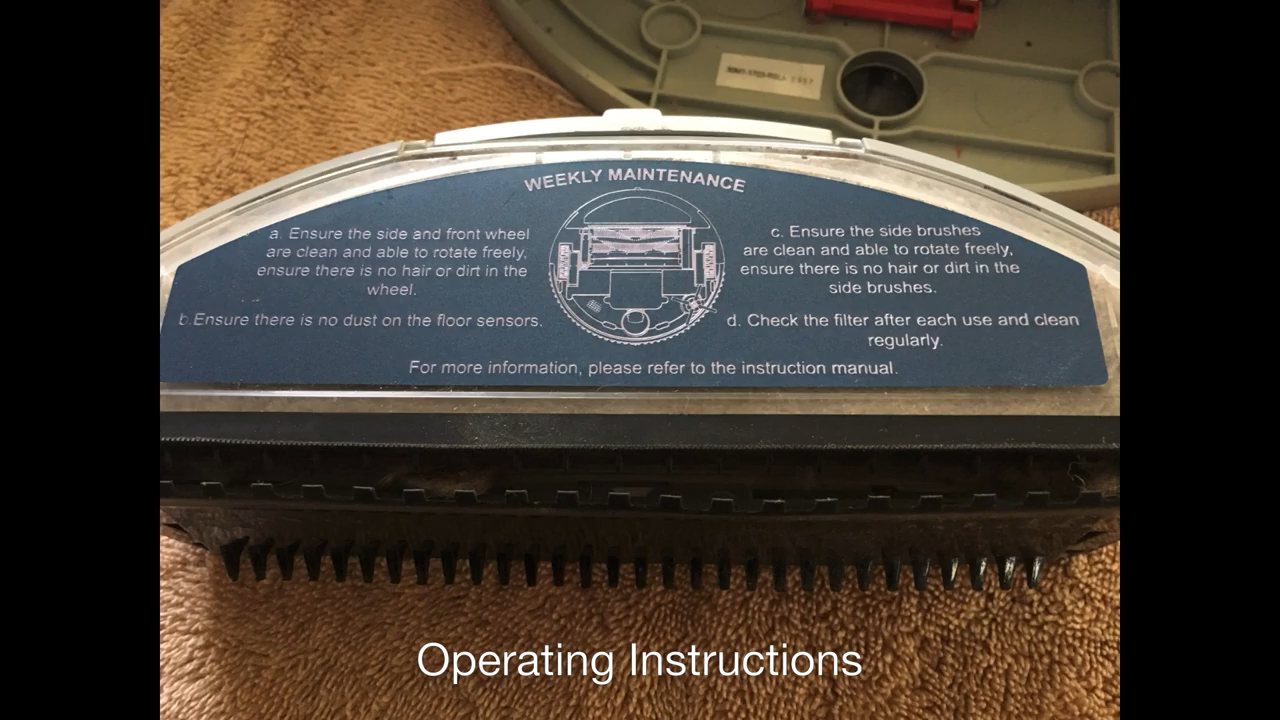 WEEKLY MAINTENANCE
a. Ensure the side and front wheel
are clean and able to rotate freely,
ensure there is no hair or dirt in the
wheel.
b.Ensure there is no dust on the floor sensors.
c. Ensure the side brushes
are clean and able to rotate freely,
ensure there is no hair or dirt in the
side brushes.
d. Check the filter after each use and clean
regularly.
For more information, please refer to the instruction manual.
Operating Instructions